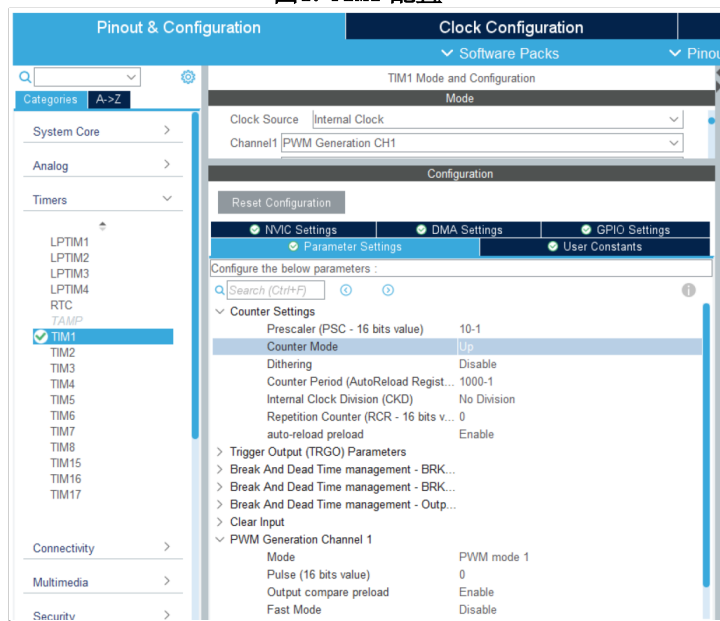 Pinout & Configuration
Clock Configuration
Software Packs
Pinou
TIM1 Mode and Configuration
Categories
A->Z
Mode
Clock Source
Internal Clock
Channel1
PWM Generation CH1
System Core
Analog
Timers
LPTIM1
LPTIM2
LPTIM3
LPTIM4
RTC
TAMP
TIM1
TIM2
TIM3
TIM4
TIM5
TIM6
TIM7
TIM8
TIM15
TIM16
TIM17
Connectivity
Multimedia
Security
Configuration
Reset Configuration
NVIC Settings
DMA Settings
GPIO Settings
Parameter Settings
User Constants
Configure the below parameters :
Search (Ctrl+F)
Counter Settings
Prescaler (PSC - 16 bits value) 10-1
Counter Mode Up
Dithering Disable
Counter Period (AutoReload Regist... 1000-1
Internal Clock Division (CKD) No Division
Repetition Counter (RCR - 16 bits v... 0
auto-reload preload Enable
Trigger Output (TRGO) Parameters
Break And Dead Time management - BRK...
Break And Dead Time management - BRK...
Break And Dead Time management - Outp...
Clear Input
PWM Generation Channel 1
Mode PWM mode 1
Pulse (16 bits value) 0
Output compare preload Enable
Fast Mode Disable